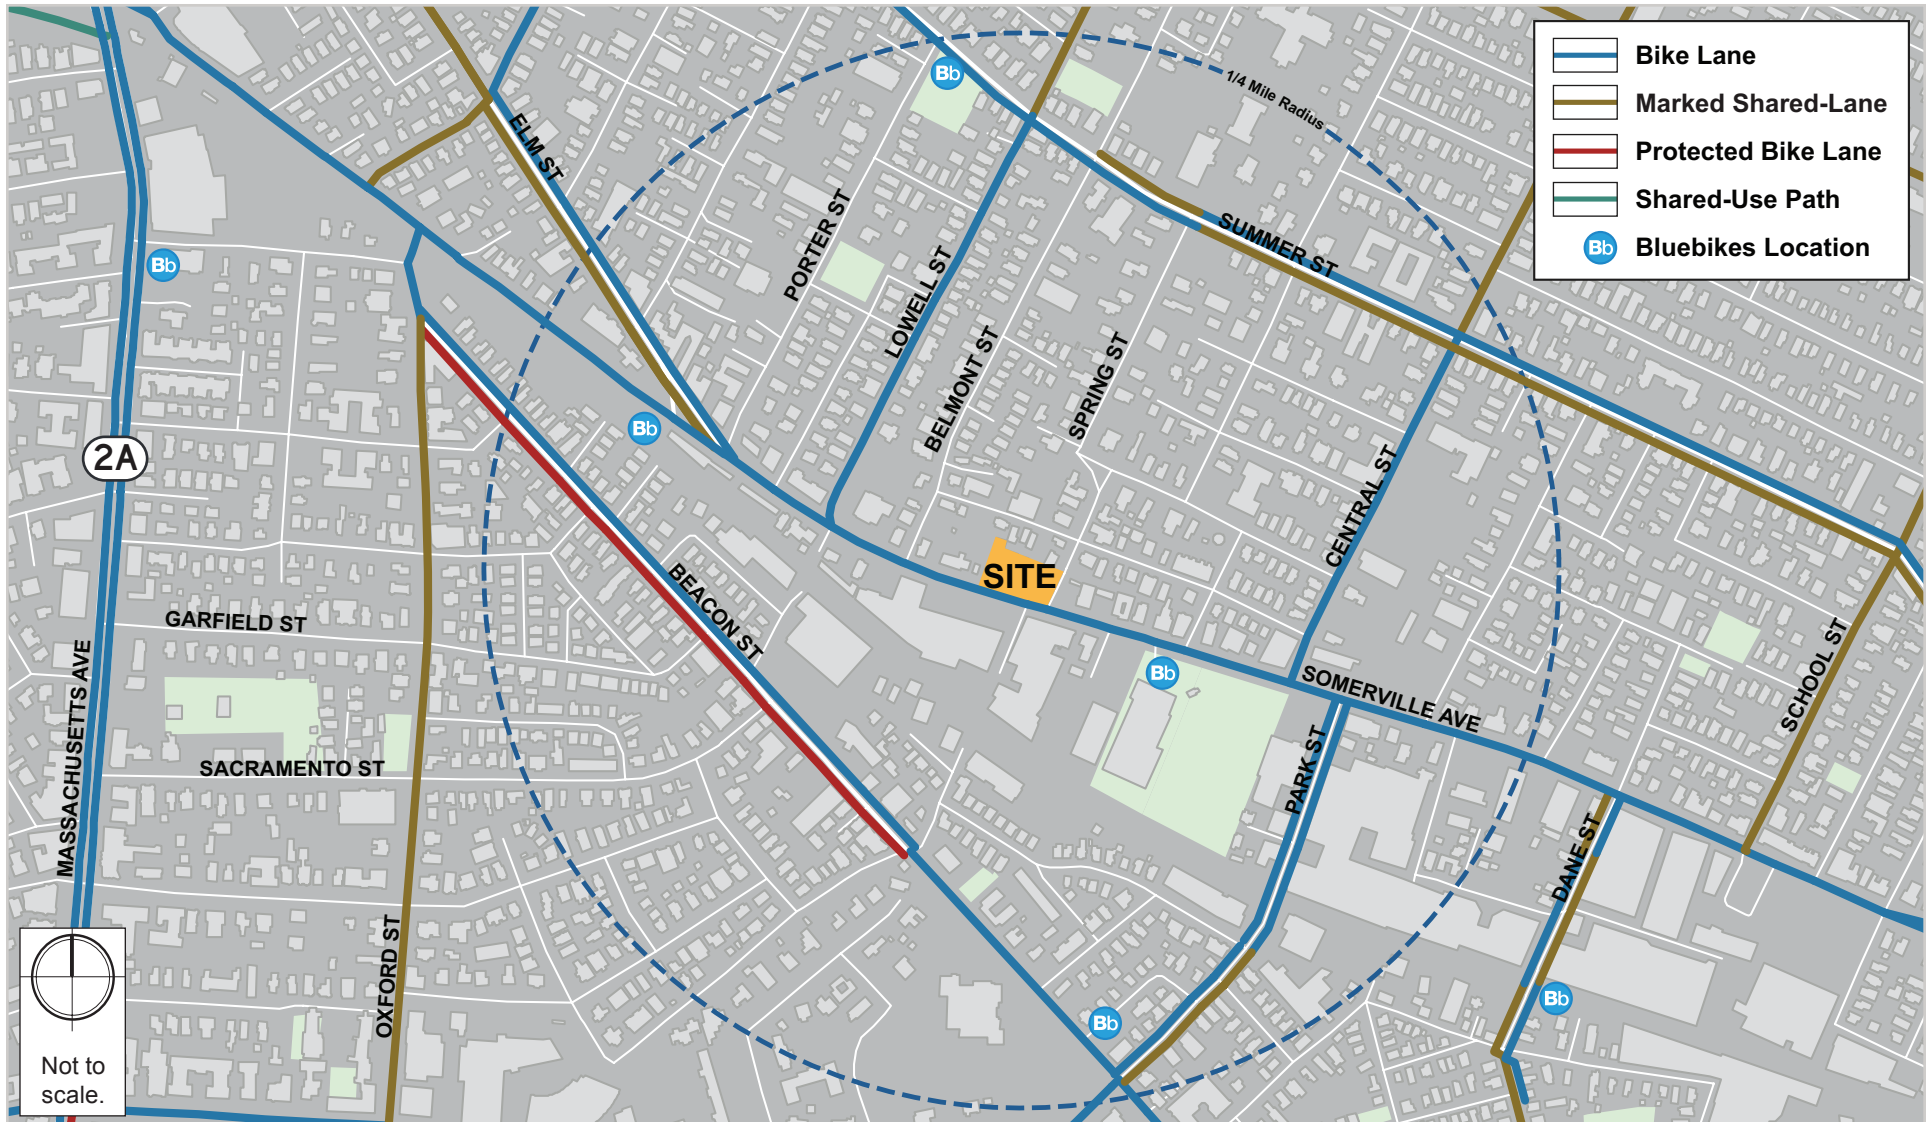 Bike Lane
Marked Shared-Lane
Protected Bike Lane
Shared-Use Path
Bb Bluebikes Location
1/4 Mile Radius
Bb
ELM ST
PORTER ST
SUMMER ST
Bb
LOWELL ST
BELMONT ST
SPRING ST
Bb
2A
CENTRAL ST
SITE
BEACON ST
GARFIELD ST
MASSACHUSETTS AVE
Bb
SOMERVILLE AVE
SCHOOL ST
PARK ST
SACRAMENTO ST
DANE ST
OXFORD ST
Bb
Bb
Not to
scale.